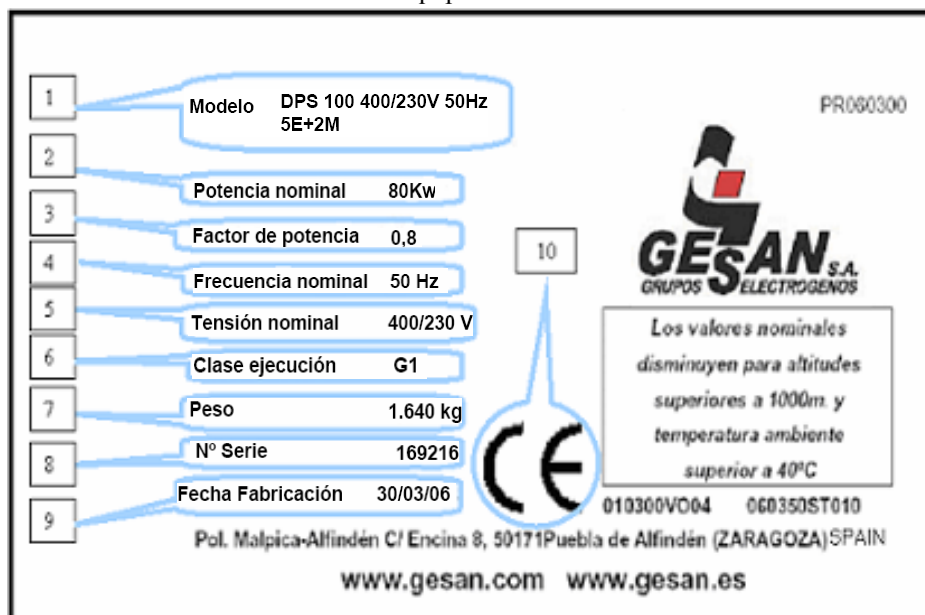 1
Modelo DPS 100 400/230V 50Hz
5E+2M
PR060300
2
Potencia nominal 80Kw
3
Factor de potencia 0,8
4
Frecuencia nominal 50 Hz
5
Tensión nominal 400/230 V
6
Clase ejecución G1
7
Peso 1.640 kg
8
Nº Serie 169216
9
Fecha Fabricación 30/03/06
10
CE
GESAN S.A.
GRUPOS ELECTROGENOS
Los valores nominales
disminuyen para altitudes
superiores a 1000m. y
temperatura ambiente
superior a 40ºC
010300VO04 060350ST010
Pol. Malpica-Alfindén C/ Encina 8, 50171Puebla de Alfindén (ZARAGOZA) SPAIN
www.gesan.com www.gesan.es